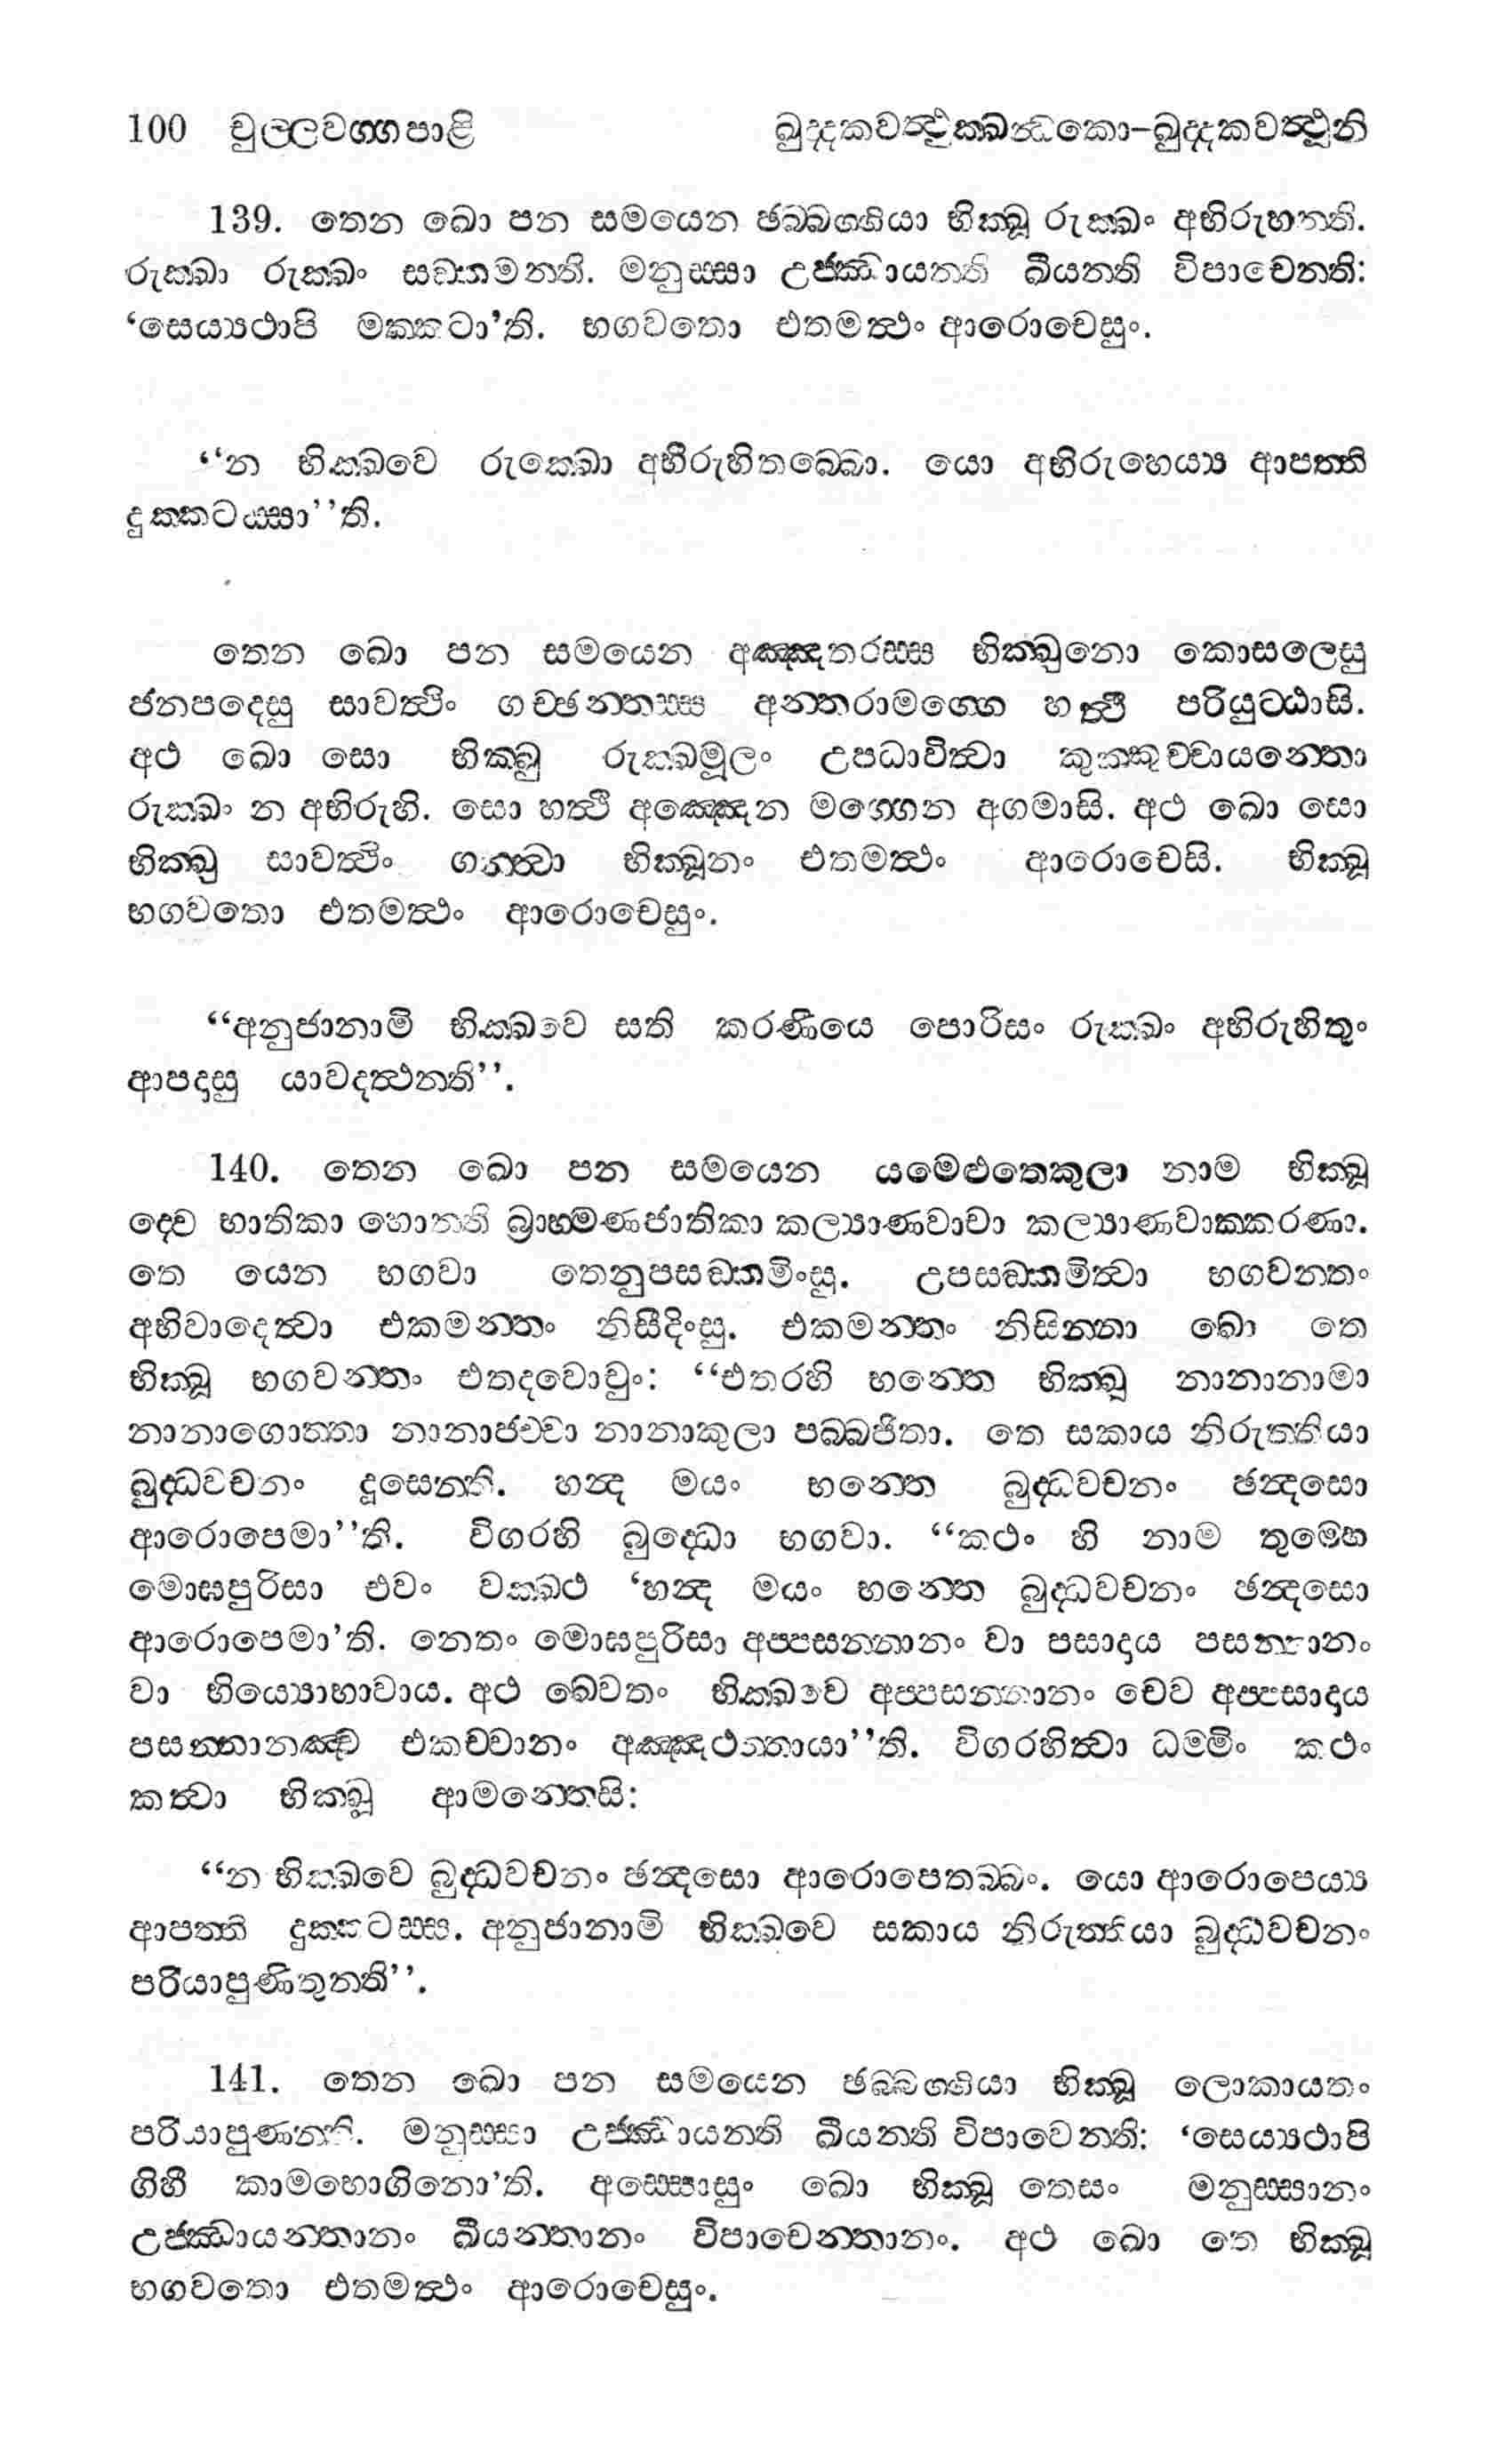 100 චුල්ලවග්ගපාළි ඛුද්දකවත්ථුක්ඛන්ධකො–ඛුද්දකවත්ථූනි
139. තෙන ඛො පන සමයෙන ඡබ්බග්ගියා භික්ඛූ රුක්ඛං අභිරුහන්ති.
රුක්ඛා රුක්ඛං සඞ්කමන්ති. මනුස්සා උජ්ඣායන්ති ඛීයන්ති විපාචෙන්ති:
‘සෙය්‍යථාපි මක්කටා’ති. භගවතො එතමත්ථං ආරොචෙසුං.
‘‘න භික්ඛවෙ රුක්ඛො අභිරුහිතබ්බො. යො අභිරුහෙය්‍ය ආපත්ති
දුක්කටස්සා’’ති.
තෙන ඛො පන සමයෙන අඤ්ඤතරස්ස භික්ඛුනො කොසලෙසු
ජනපදෙසු සාවත්ථිං ගච්ඡන්තස්ස අන්තරාමග්ගෙ හත්ථී පරියුට්ඨාසි.
අථ ඛො සො භික්ඛු රුක්ඛමූලං උපධාවිත්වා කුක්කුච්චායන්තො
රුක්ඛං න අභිරුහි. සො හත්ථී අඤ්ඤෙන මග්ගෙන අගමාසි. අථ ඛො සො
භික්ඛු සාවත්ථිං ගන්ත්වා භික්ඛූනං එතමත්ථං ආරොචෙසි. භික්ඛූ
භගවතො එතමත්ථං ආරොචෙසුං.
‘‘අනුජානාමි භික්ඛවෙ සති කරණීයෙ පොරිසං රුක්ඛං අභිරුහිතුං
ආපදාසු යාවදත්ථන්ති’’.
140. තෙන ඛො පන සමයෙන යමෙළුතෙකුලා නාම භික්ඛූ
ද්වෙ භාතිකා හොන්ති බ්‍රාහ්මණජාතිකා කල්‍යාණවාචා කල්‍යාණවාක්කරණා.
තෙ යෙන භගවා තෙනුපසඞ්කමිංසු. උපසඞ්කමිත්වා භගවන්තං
අභිවාදෙත්වා එකමන්තං නිසීදිංසු. එකමන්තං නිසින්නා ඛො තෙ
භික්ඛූ භගවන්තං එතදවොචුං: ‘‘එතරහි භන්තෙ භික්ඛූ නානානාමා
නානාගොත්තා නානාජච්චා නානාකුලා පබ්බජිතා. තෙ සකාය නිරුත්තියා
බුද්ධවචනං දූසෙන්ති. හන්ද මයං භන්තෙ බුද්ධවචනං ඡන්දසො
ආරොපෙමා’’ති. විගරහි බුද්ධො භගවා. ‘‘කථං හි නාම තුම්හෙ
මොඝපුරිසා එවං වක්ඛථ ‘හන්ද මයං භන්තෙ බුද්ධවචනං ඡන්දසො
ආරොපෙමා’ති. නෙතං මොඝපුරිසා අප්පසන්නානං වා පසාදාය පසන්නානං
වා භිය්‍යොභාවාය. අථ ඛ්වෙතං භික්ඛවෙ අප්පසන්නානං චෙව අප්පසාදාය
පසන්නානඤ්ච එකච්චානං අඤ්ඤථත්තායා’’ති. විගරහිත්වා ධම්මිං කථං
කත්වා භික්ඛූ ආමන්තෙසි:
‘‘න භික්ඛවෙ බුද්ධවචනං ඡන්දසො ආරොපෙතබ්බං. යො ආරොපෙය්‍ය
ආපත්ති දුක්කටස්ස. අනුජානාමි භික්ඛවෙ සකාය නිරුත්තියා බුද්ධවචනං
පරියාපුණිතුන්ති’’.
141. තෙන ඛො පන සමයෙන ඡබ්බග්ගියා භික්ඛූ ලොකායතං
පරියාපුණන්ති. මනුස්සා උජ්ඣායන්ති ඛීයන්ති විපාචෙන්ති: ‘සෙය්‍යථාපි
ගිහී කාමභොගිනො’ති. අස්සොසුං ඛො භික්ඛූ තෙසං මනුස්සානං
උජ්ඣායන්තානං ඛීයන්තානං විපාචෙන්තානං. අථ ඛො තෙ භික්ඛූ
භගවතො එතමත්ථං ආරොචෙසුං.